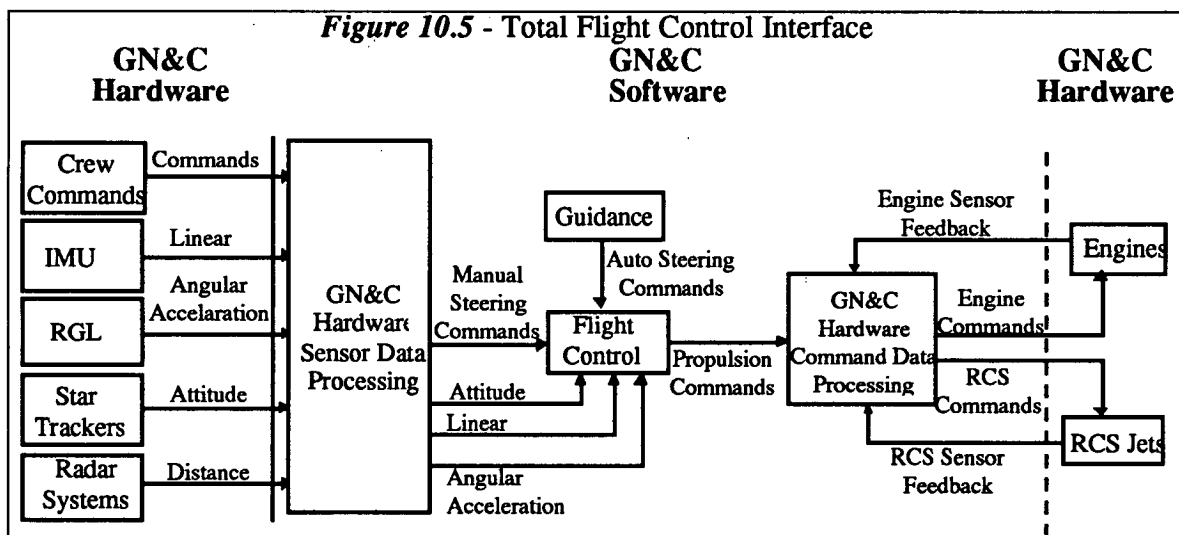 Figure 10.5 - Total Flight Control Interface
GN&C
Hardware
GN&C
Software
GN&C
Hardware
Crew
Commands
Commands
IMU
Linear
RGL
Angular
Accelaration
Star
Trackers
Attitude
Radar
Systems
Distance
GN&C
Hardware
Sensor Data
Processing
Manual
Steering
Commands
Attitude
Linear
Angular
Acceleration
Guidance
Auto Steering
Commands
Flight
Control
Propulsion
Commands
GN&C
Hardware
Command Data
Processing
Engine Sensor
Feedback
Engine
Commands
RCS
Commands
RCS Sensor
Feedback
Engines
RCS Jets